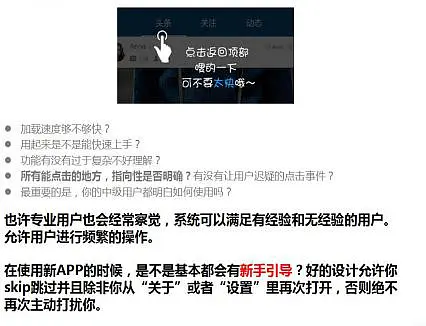 头条 关注 动态
点击返回顶部
嗖的一下
可不要太快哦~
加载速度够不够快？
用起来是不是能快速上手？
功能有没有过于复杂不好理解？
所有能点击的地方，指向性是否明确？有没有让用户迟疑的点击事件？
最重要的是，你的中级用户都明白如何使用吗？
也许专业用户也会经常察觉，系统可以满足有经验和无经验的用户。
允许用户进行频繁的操作。
在使用新APP的时候，是不是基本都会有新手引导？好的设计允许你
skip跳过并且除非你从“关于”或者“设置”里再次打开，否则绝不
再次主动打扰你。